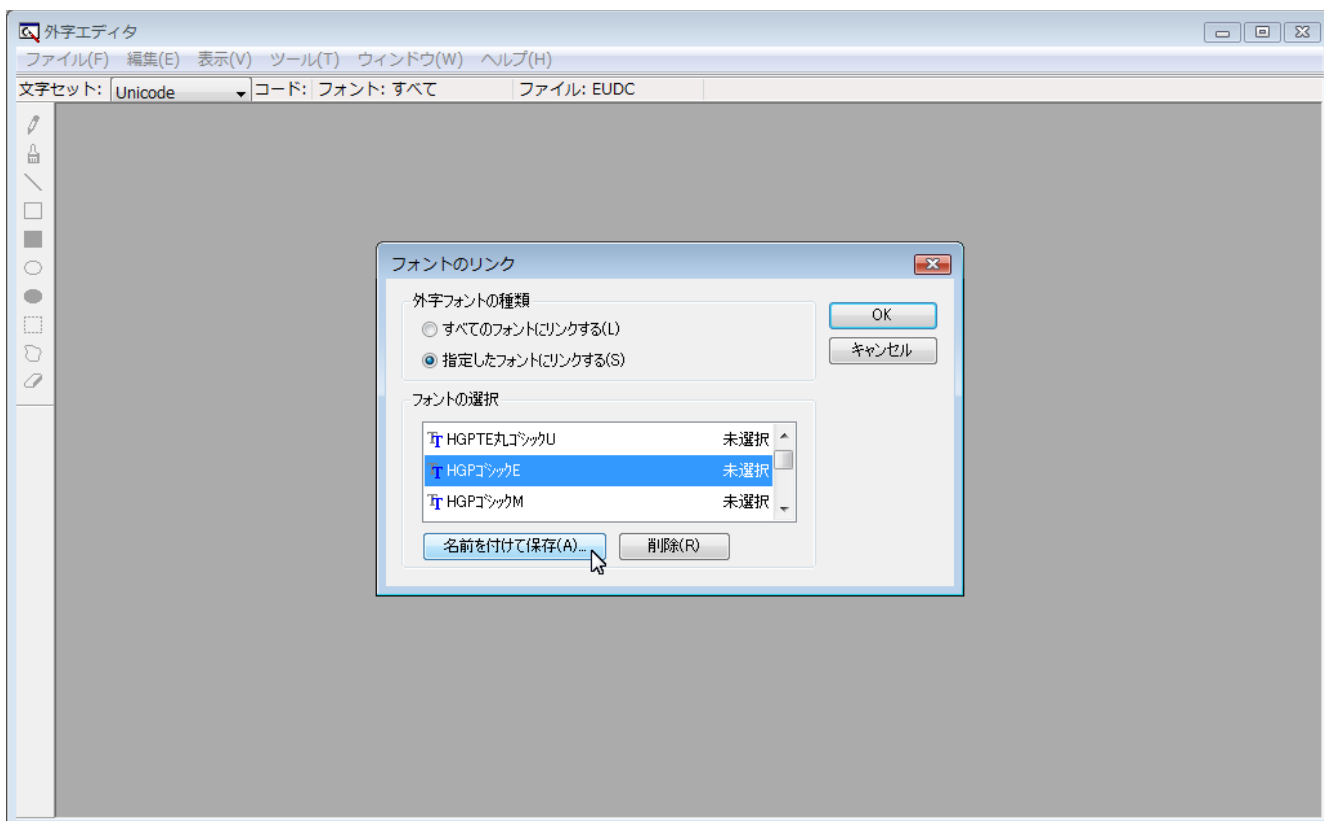 外字エディタ
ファイル(F) 編集(E) 表示(V) ツール(T) ウィンドウ(W) ヘルプ(H)
文字セット: Unicode コード: フォント: すべて ファイル: EUDC
フォントのリンク
外字フォントの種類
すべてのフォントにリンクする(L)
指定したフォントにリンクする(S)
OK
キャンセル
フォントの選択
HGPTE丸ゴシックU 未選択
HGPゴシックE 未選択
HGPゴシックM 未選択
名前を付けて保存(A)... 削除(R)